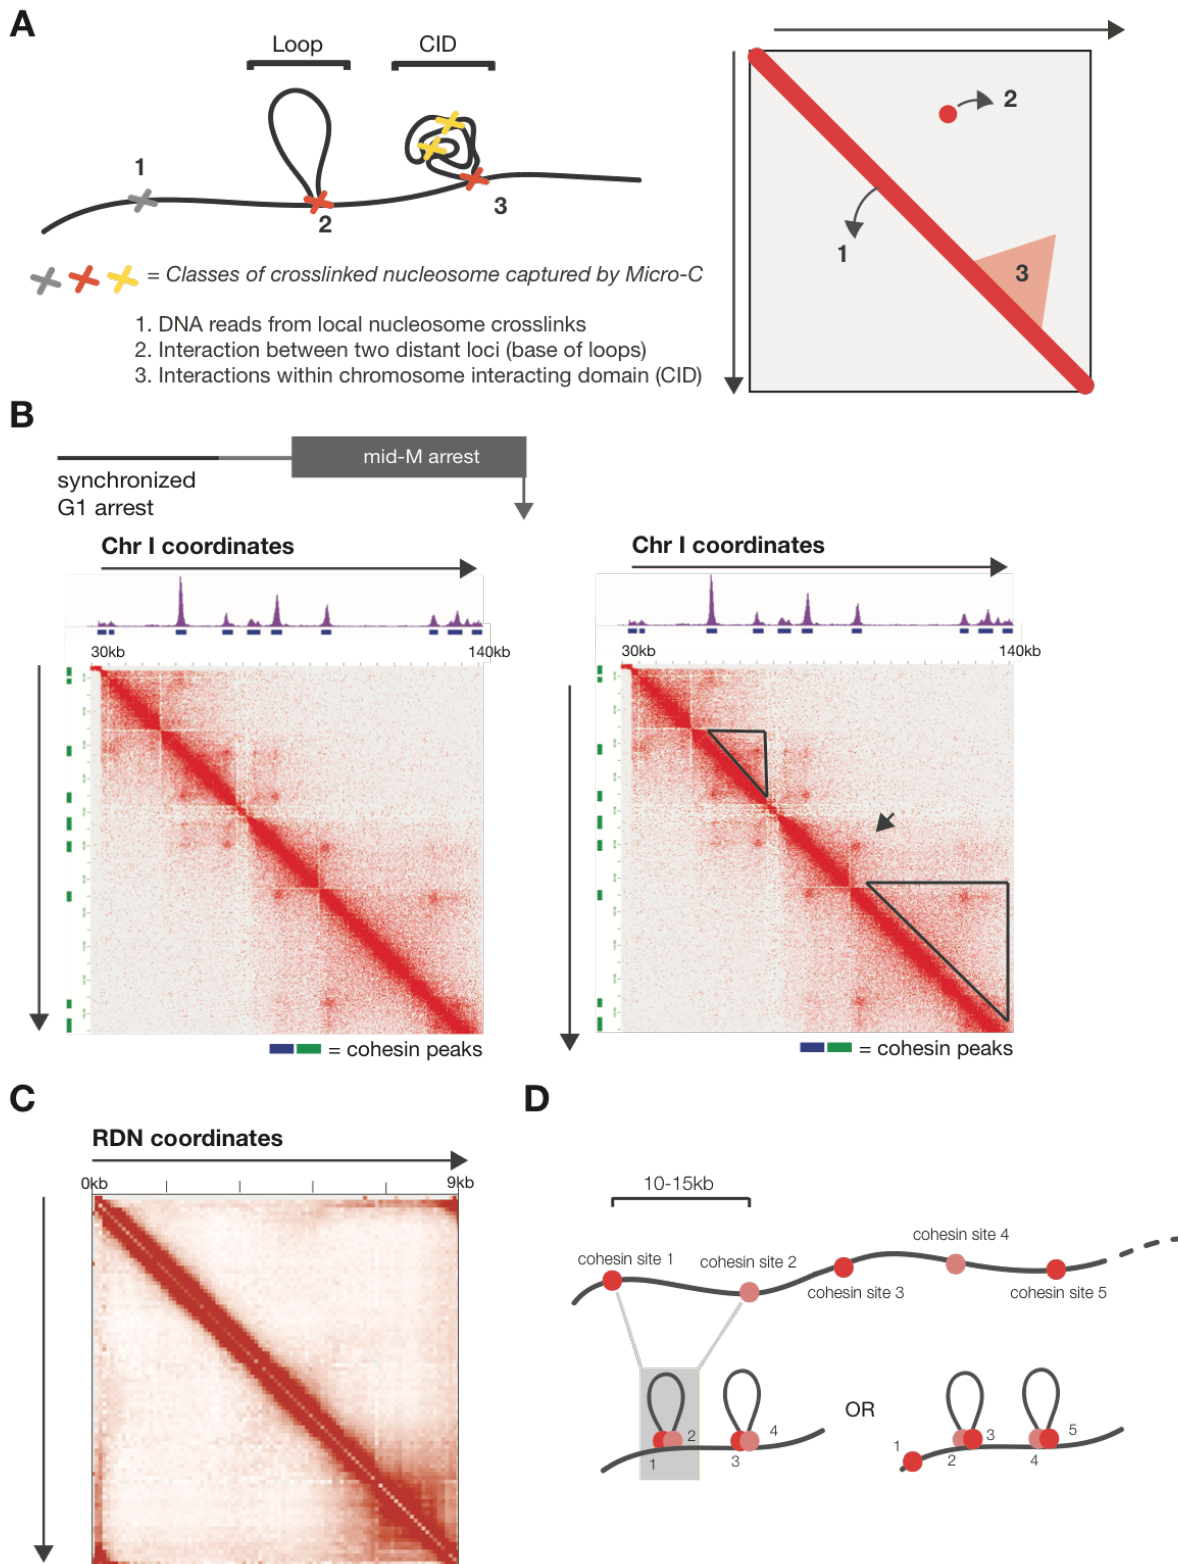 A
Loop
CID
1
2
3
= Classes of crosslinked nucleosome captured by Micro-C
1. DNA reads from local nucleosome crosslinks
2. Interaction between two distant loci (base of loops)
3. Interactions within chromosome interacting domain (CID)
2
1
3
B
mid-M arrest
synchronized
G1 arrest
Chr I coordinates
30kb
140kb
= cohesin peaks
Chr I coordinates
30kb
140kb
= cohesin peaks
C
RDN coordinates
0kb
9kb
D
10-15kb
cohesin site 1
cohesin site 2
cohesin site 3
cohesin site 4
cohesin site 5
1
2
3
4
OR
1
2
3
4
5